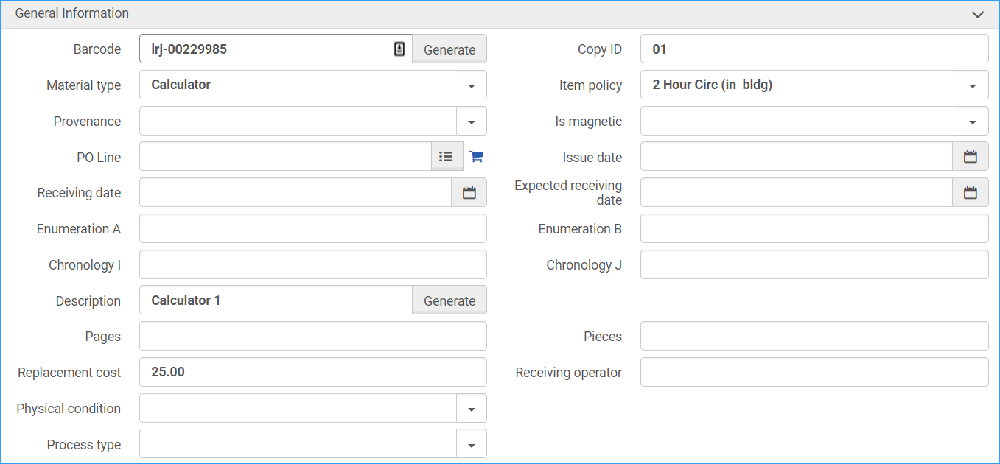 General Information
Barcode lrj-00229985 Generate Copy ID 01
Material type Calculator Item policy 2 Hour Circ (in  bldg)
Provenance Is magnetic
PO Line Issue date
Receiving date Expected receiving
date
Enumeration A Enumeration B
Chronology I Chronology J
Description Calculator 1 Generate
Pages Pieces
Replacement cost 25.00 Receiving operator
Physical condition
Process type